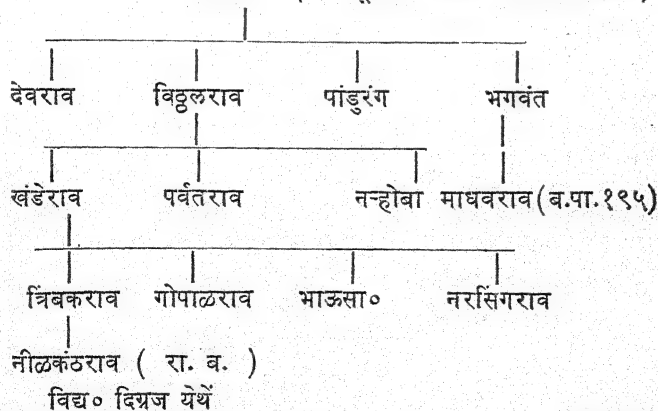 देवराव विठ्ठलराव पांडुरंग भगवंत
खंडेराव पर्वतराव नऱ्होबा माधवराव (ब.पा.१९५)
त्रिंबकराव गोपाळराव भाऊसा० नरसिंगराव
नीळकंठराव ( रा. ब. )
विद्य० दिग्रज येथें